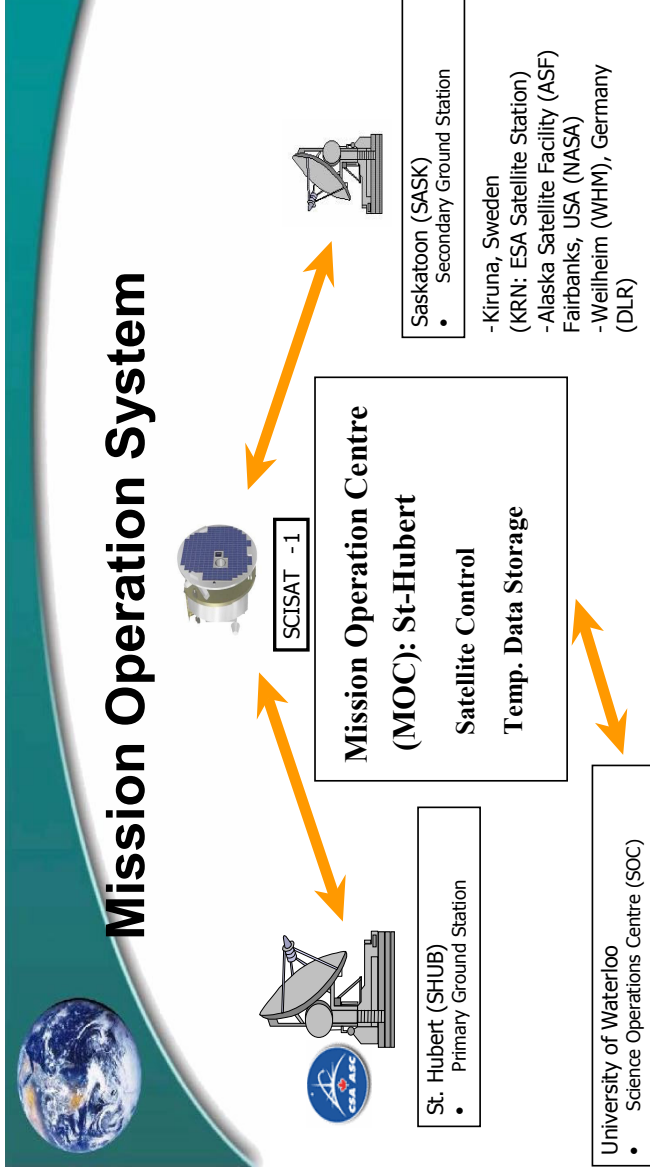 Mission Operation System
CSA ASC
SCISAT -1
St. Hubert (SHUB)
• Primary Ground Station
Mission Operation Centre
(MOC): St-Hubert
Satellite Control
Temp. Data Storage
Saskatoon (SASK)
• Secondary Ground Station
-Kiruna, Sweden
(KRN: ESA Satellite Station)
-Alaska Satellite Facility (ASF)
Fairbanks, USA (NASA)
-Weilheim (WHM), Germany
(DLR)
University of Waterloo
• Science Operations Centre (SOC)